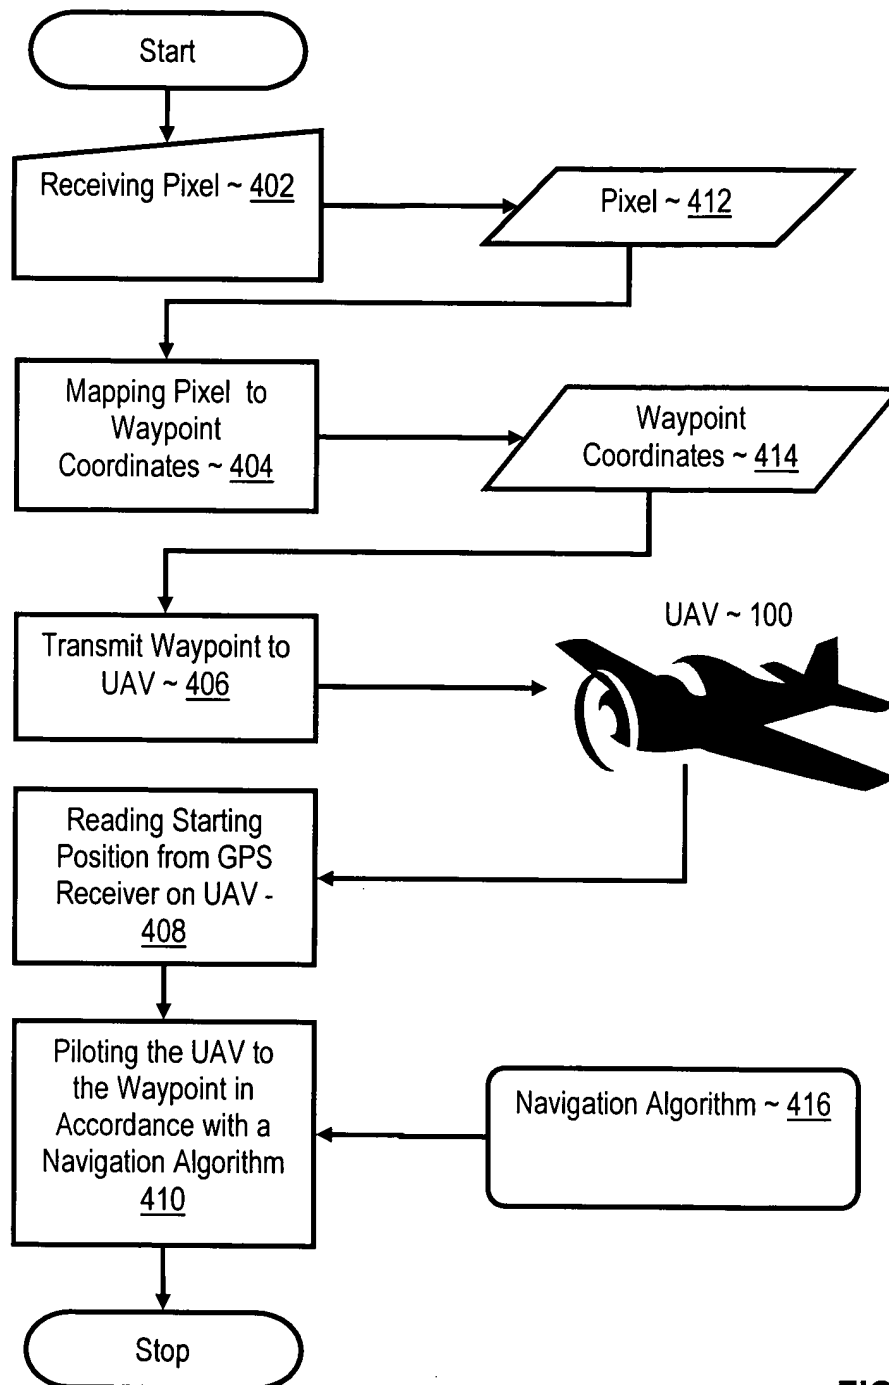 Start
Receiving Pixel ~ 402
Pixel ~ 412
Mapping Pixel to
Waypoint
Coordinates ~ 404
Waypoint
Coordinates ~ 414
UAV ~ 100
Transmit Waypoint to
UAV ~ 406
Reading Starting
Position from GPS
Receiver on UAV -
408
Piloting the UAV to
the Waypoint in
Accordance with a
Navigation Algorithm
410
Navigation Algorithm ~ 416
Stop